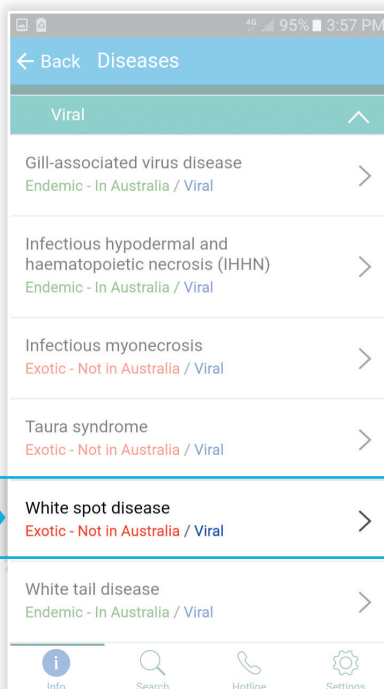 4G 95% 3:57 PM
← Back Diseases
Viral
Gill-associated virus disease
Endemic - In Australia / Viral
Infectious hypodermal and
haematopoietic necrosis (IHHN)
Endemic - In Australia / Viral
Infectious myonecrosis
Exotic - Not in Australia / Viral
Taura syndrome
Exotic - Not in Australia / Viral
White spot disease
Exotic - Not in Australia / Viral
White tail disease
Endemic - In Australia / Viral
Info Search Hotline Settings